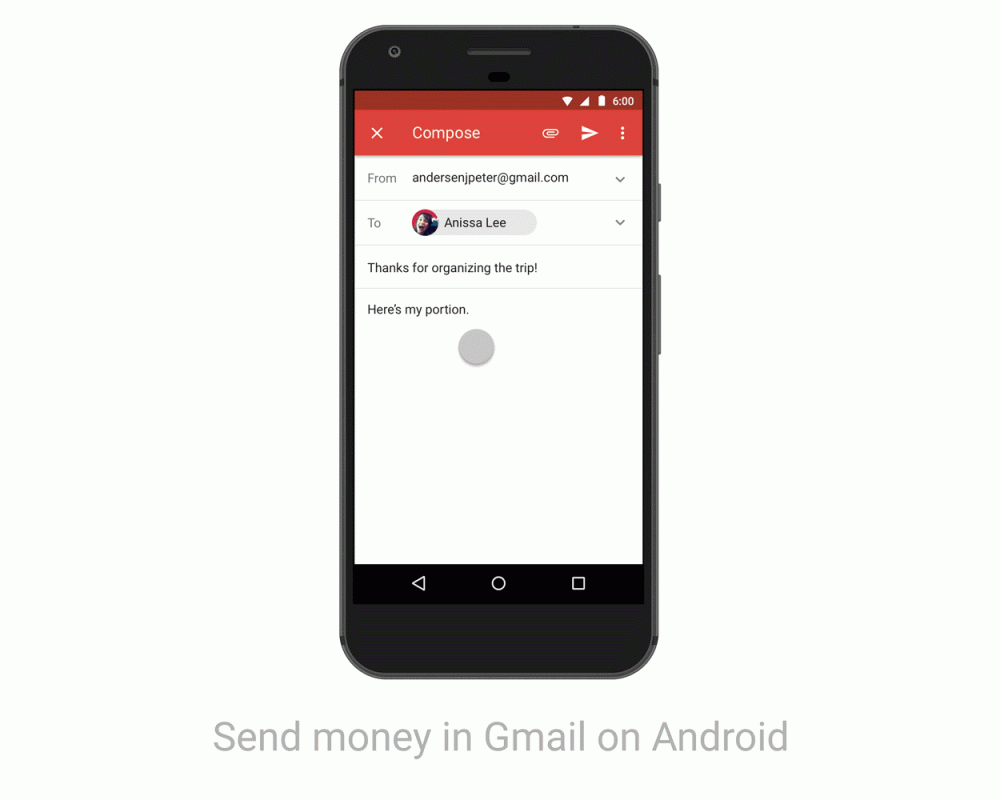 6:00
Compose
From andersenjpeter@gmail.com
To Anissa Lee
Thanks for organizing the trip!
Here's my portion.
Send money in Gmail on Android